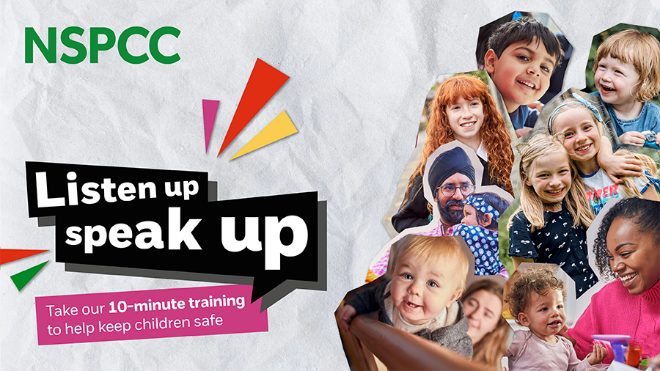 NSPCC
Listen up
speak up
Take our 10-minute training
to help keep children safe